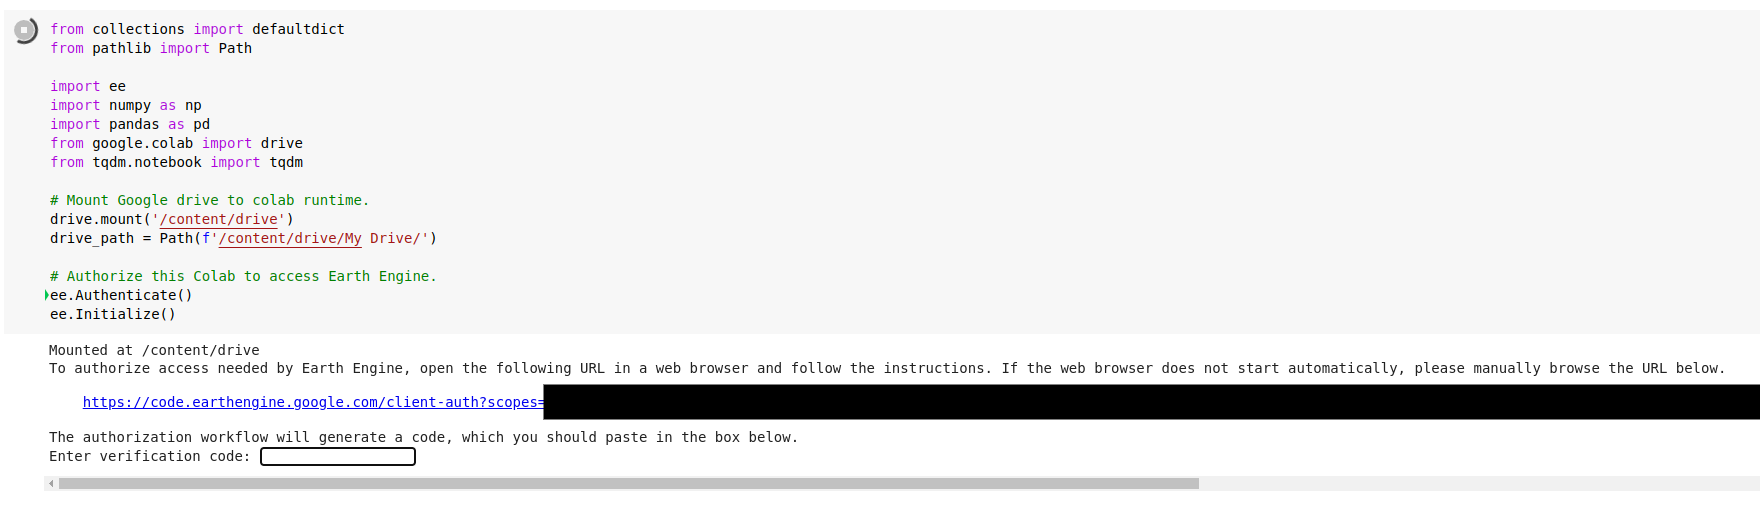 from collections import defaultdict
from pathlib import Path
import ee
import numpy as np
import pandas as pd
from google.colab import drive
from tqdm.notebook import tqdm
# Mount Google drive to colab runtime.
drive.mount('/content/drive')
drive_path = Path(f'/content/drive/My Drive/')
# Authorize this Colab to access Earth Engine.
ee.Authenticate()
ee.Initialize()
Mounted at /content/drive
To authorize access needed by Earth Engine, open the following URL in a web browser and follow the instructions. If the web browser does not start automatically, please manually browse the URL below.
https://code.earthengine.google.com/client-auth?scopes=
The authorization workflow will generate a code, which you should paste in the box below.
Enter verification code: